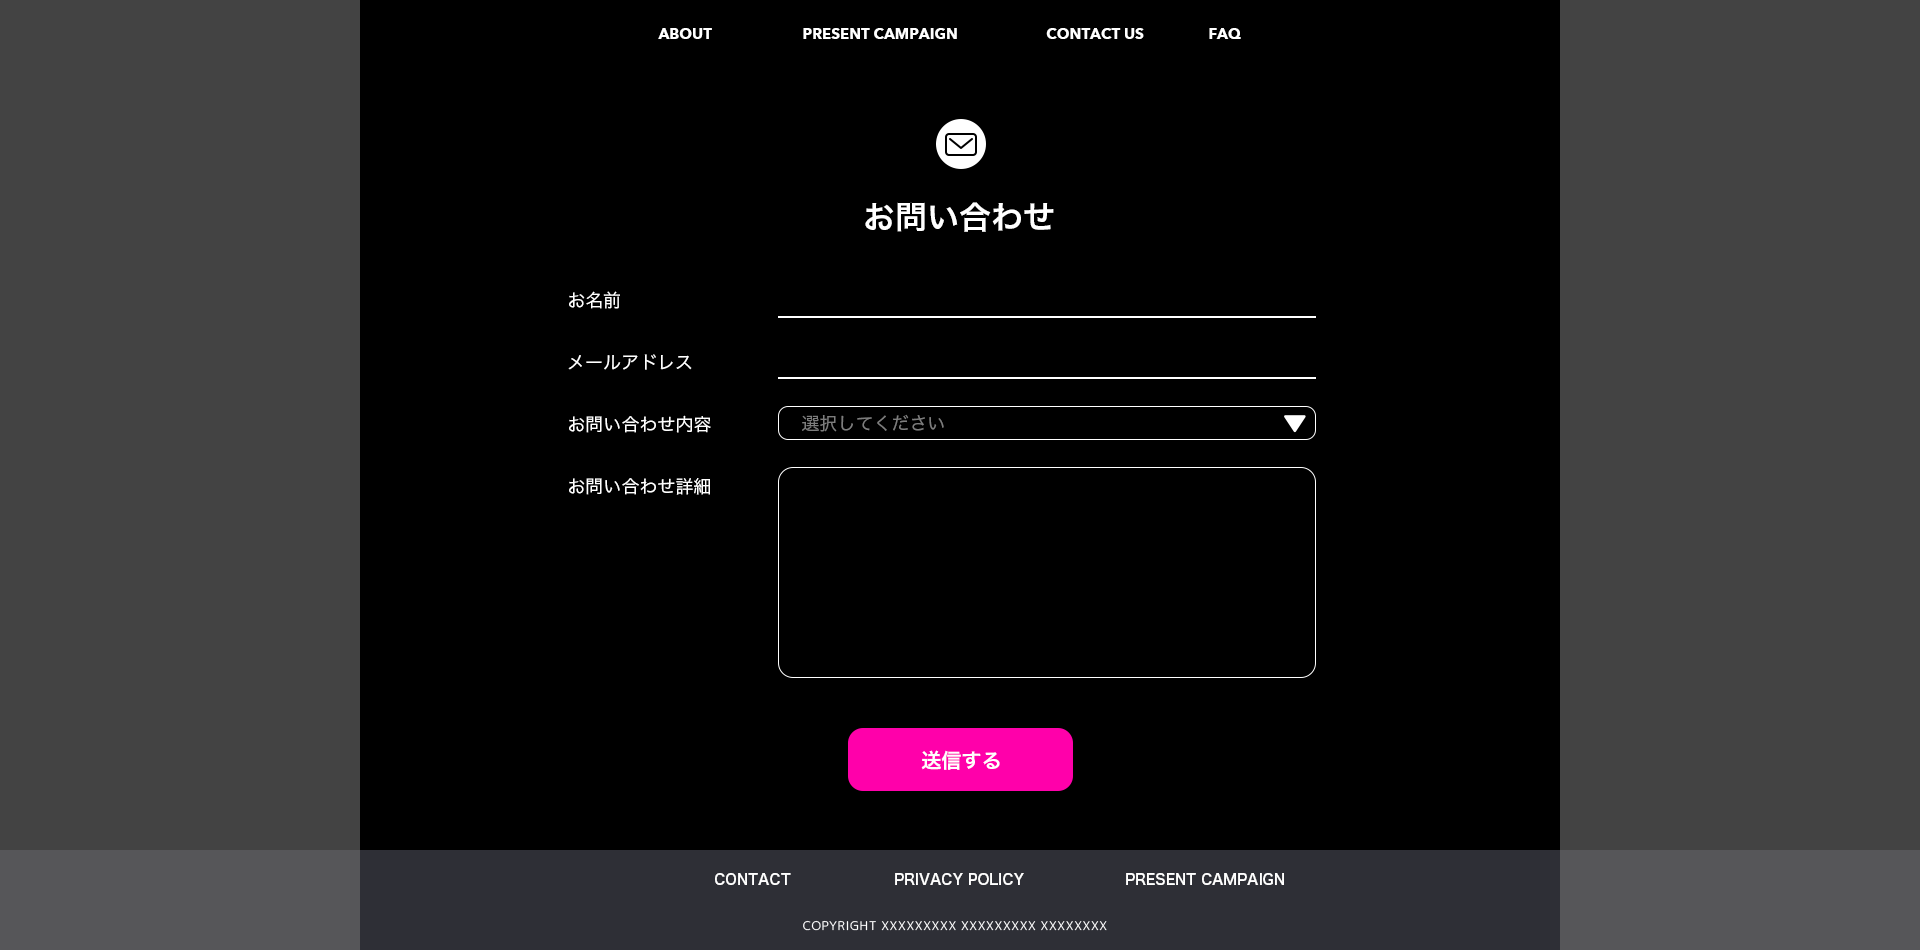 ABOUT PRESENT CAMPAIGN CONTACT US FAQ
お問い合わせ
お名前
メールアドレス
お問い合わせ内容 選択してください
お問い合わせ詳細
送信する
CONTACT PRIVACY POLICY PRESENT CAMPAIGN
COPYRIGHT XXXXXXXXX XXXXXXXXX XXXXXXXX